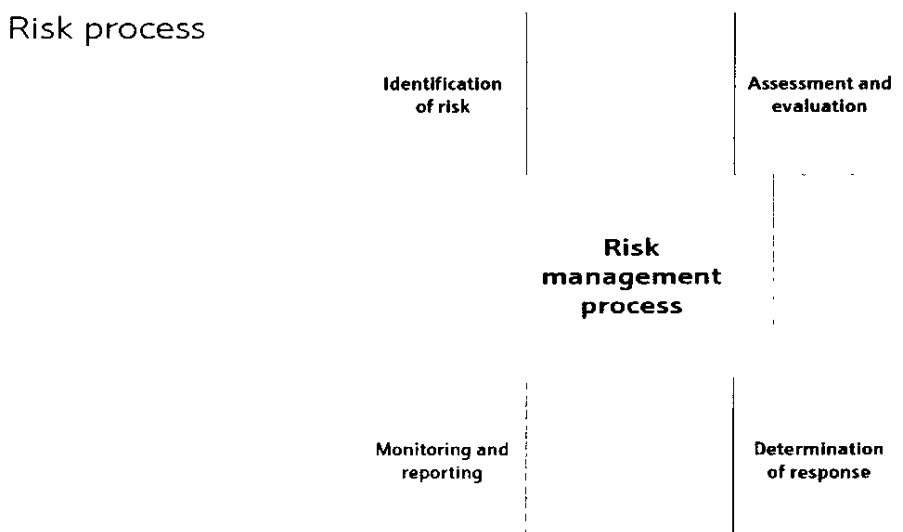 Risk process
Identification
of risk
Assessment and
evaluation
Risk
management
process
Monitoring and
reporting
Determination
of response